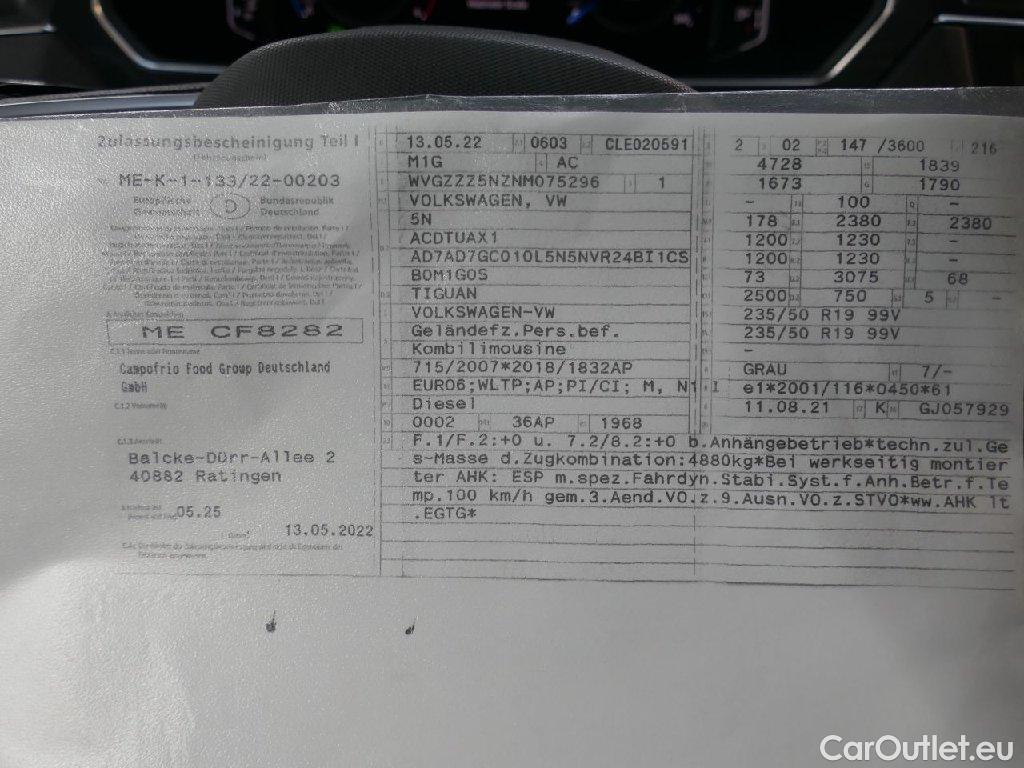 Zulassungsbescheinigung Teil I
ME-K-1-133/22-00203
Europäische Gemeinschaft
D
Bundesrepublik Deutschland
ME CF8282
Campofrio Food Group Deutschland
GmbH
Balcke-Dürr-Allee 2
40882 Ratingen
05.25
13.05.2022
13.05.22 0603 CLE020591
M1G AC
WVGZZZ5NZNM075296 1
VOLKSWAGEN, VW
5N
ACDTUAX1
AD7AD7GC010L5N5NVR24BI1CS
B0M1G0S
TIGUAN
VOLKSWAGEN-VW
Geländefz.Pers.bef.
Kombilimousine
715/2007*2018/1832AP
EURO6;WLTP;AP;PI/CI; M, N1 I
Diesel
0002 36AP 1968
2 02 147 /3600 216
4728 1839
1673 1790
- 100 -
178 2380 2380
1200 1230 -
1200 1230 -
73 3075 68
2500 750 5 -
235/50 R19 99V
235/50 R19 99V
-
GRAU 7/-
e1*2001/116*0450*61
11.08.21 K GJ057929
F.1/F.2:+0 u. 7.2/8.2:+0 b.Anhängebetrieb*techn.zul.Ge
s-Masse d.Zugkombination:4880kg*Bei werkseitig montier
ter AHK: ESP m.spez.Fahrdyn.Stabi.Syst.f.Anh.Betr.f.Te
mp.100 km/h gem.3.Aend.VO.z.9.Ausn.VO.z.STVO*ww.AHK lt
.EGTG*
CarOutlet.eu